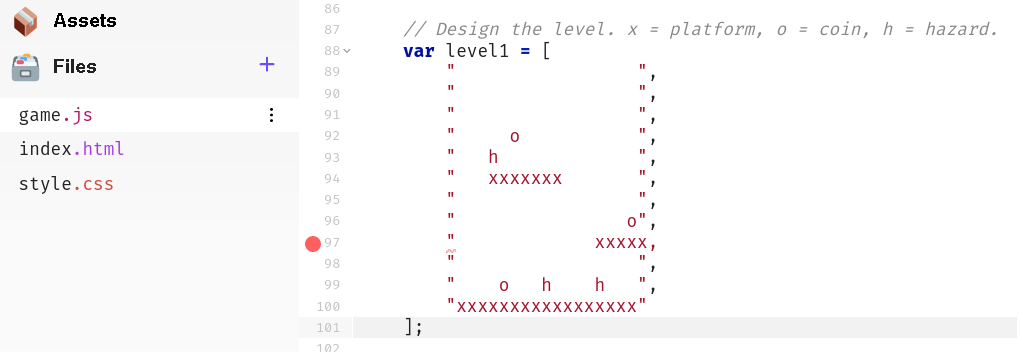 Assets
Files +
game.js
index.html
style.css
86
87     // Design the level. x = platform, o = coin, h = hazard.
88     var level1 = [
89         "                 ",
90         "                 ",
91         "                 ",
92         "     o           ",
93         "   h             ",
94         "   xxxxxxx       ",
95         "                 ",
96         "                o",
97         "             xxxxx,
98         "                 ",
99         "    o   h    h   ",
100         "xxxxxxxxxxxxxxxxx"
101     ];
102